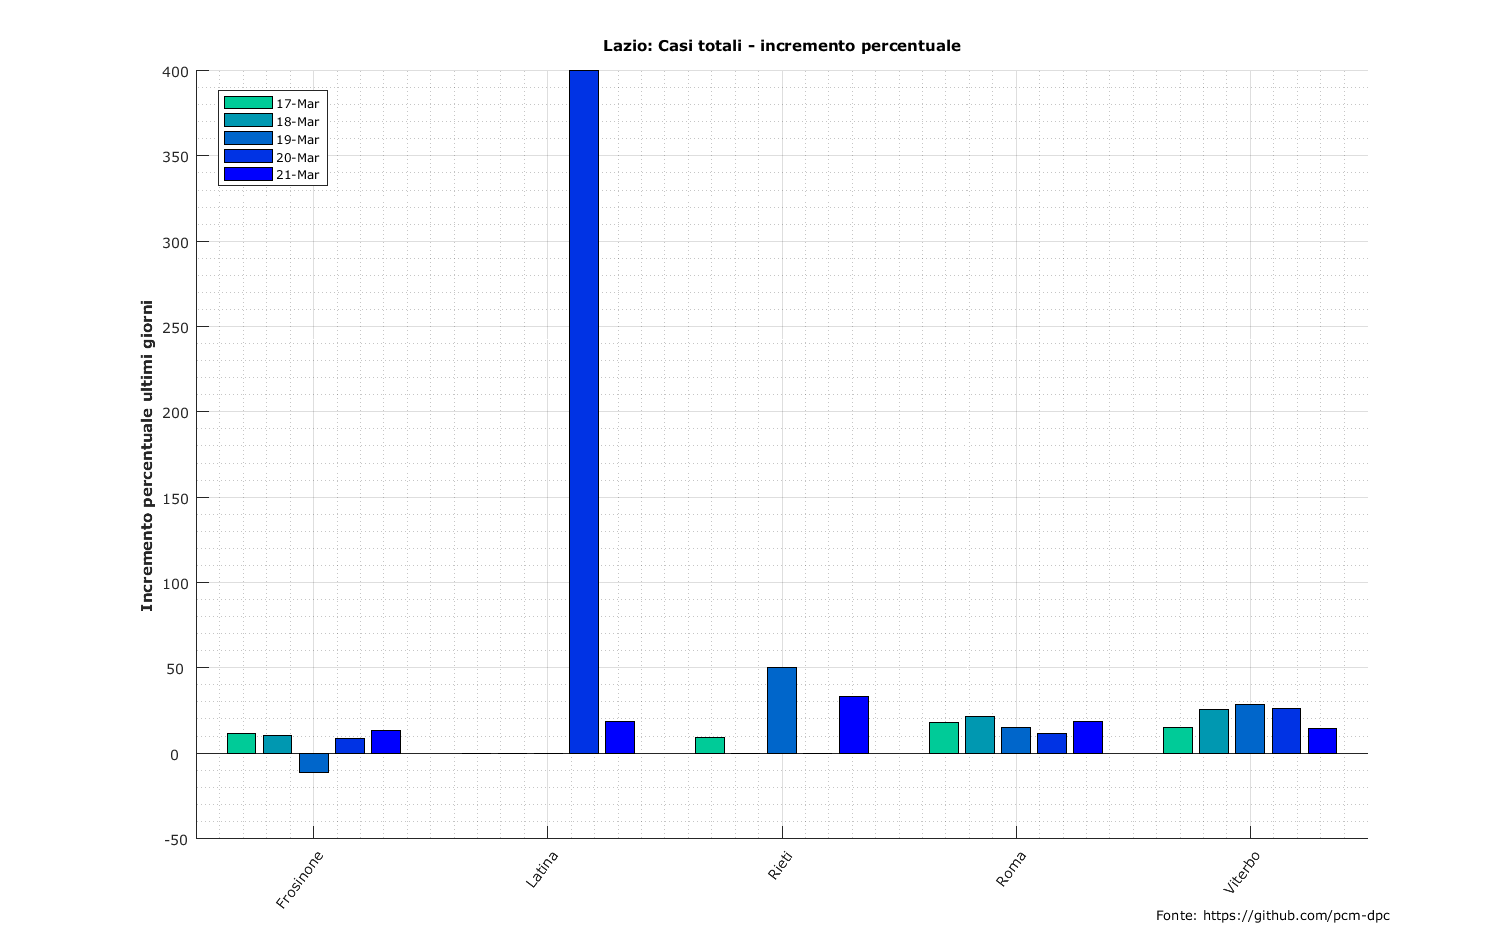 Lazio: Casi totali - incremento percentuale
400
350
300
250
200
150
100
50
0
-50
17-Mar
18-Mar
19-Mar
20-Mar
21-Mar
Incremento percentuale ultimi giorni
Frosinone
Latina
Rieti
Roma
Viterbo
Fonte: https://github.com/pcm-dpc